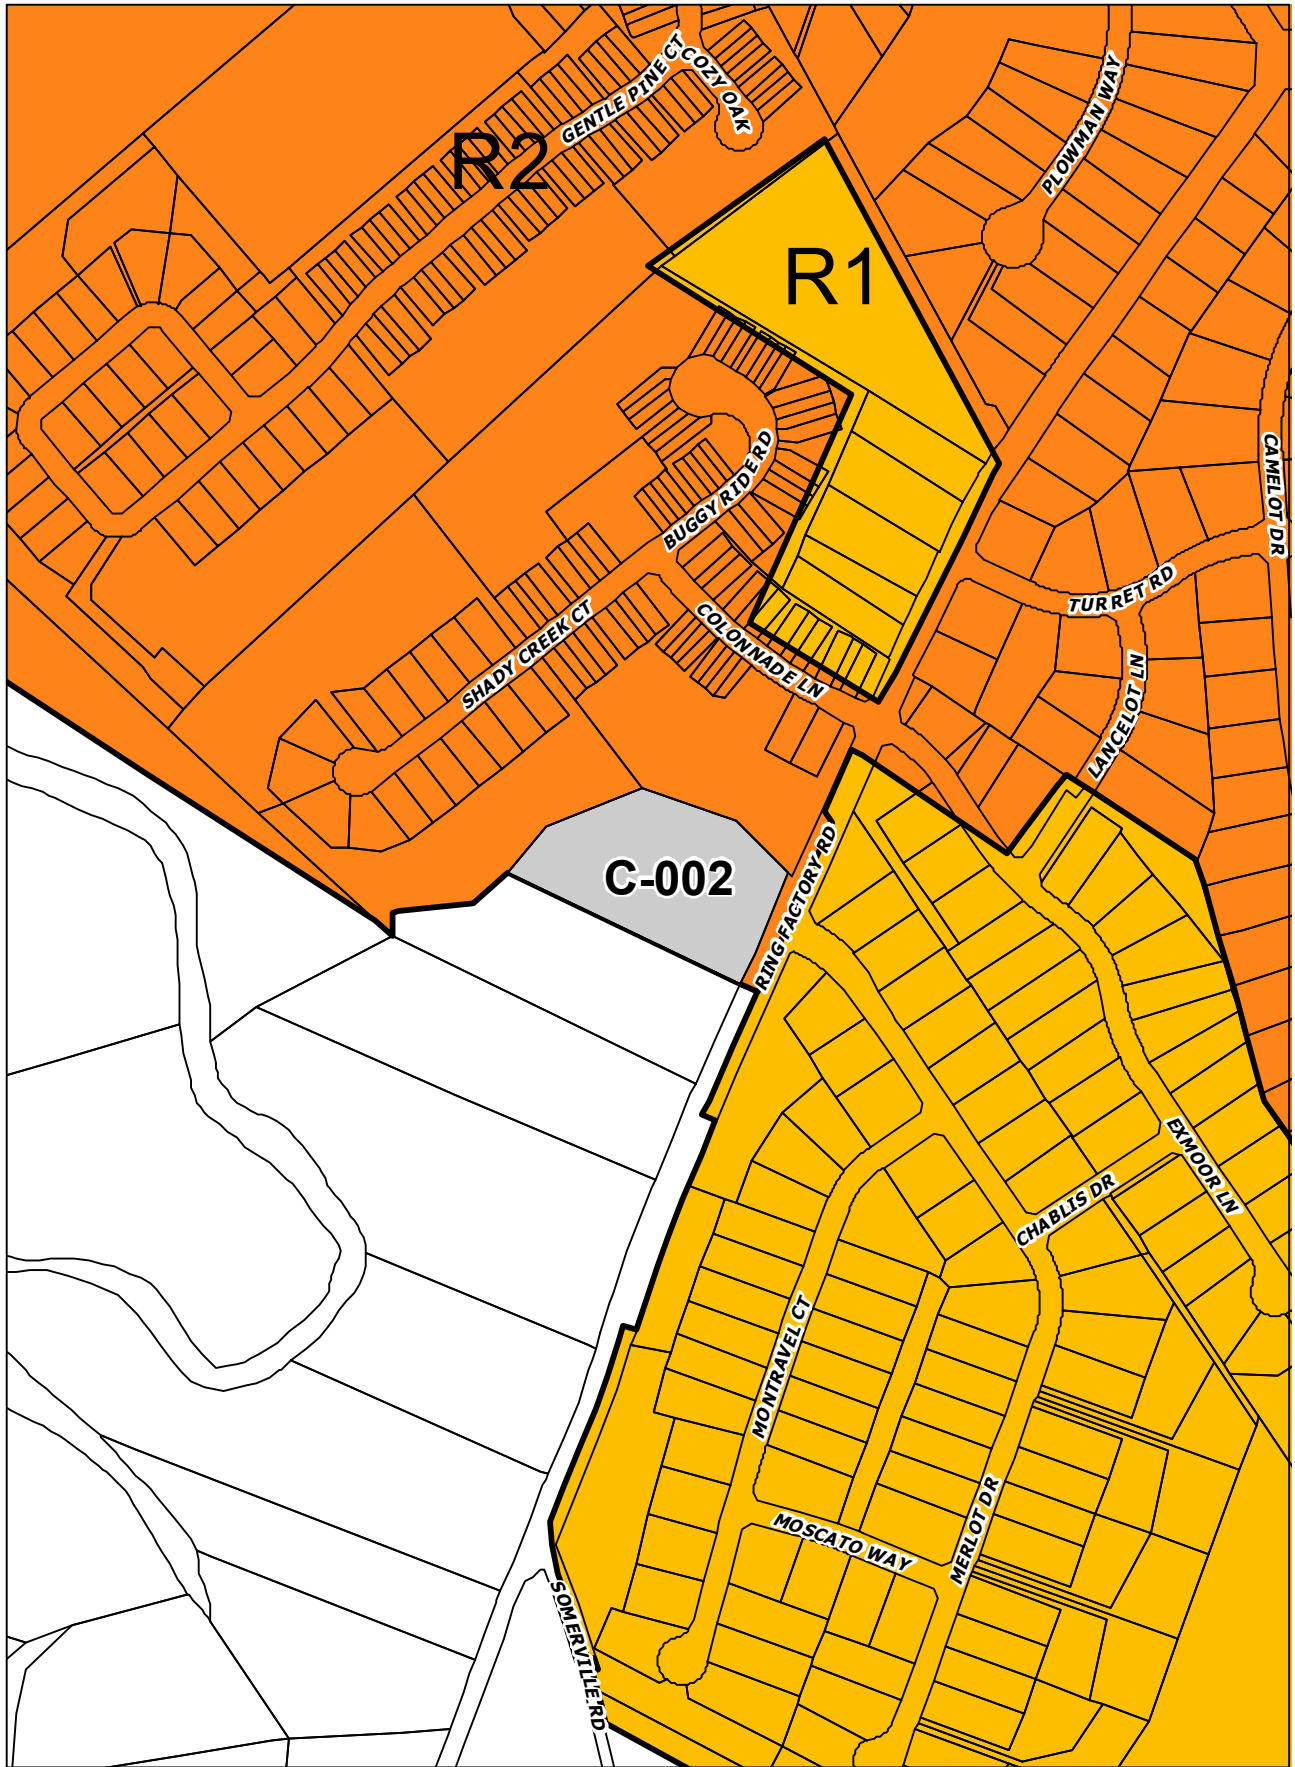 GENTLE PINE CT
COZY OAK
PLOWMAN WAY
R2
R1
CAMELOT DR
BUGGY RIDE RD
TURRET RD
SHADY CREEK CT
COLONNADE LN
LANCELOT LN
C-002
RING FACTORY RD
EXMOOR LN
CHABLIS DR
MONTRAVEL CT
MOSCATO WAY
MERLOT DR
SOMERVILLE RD